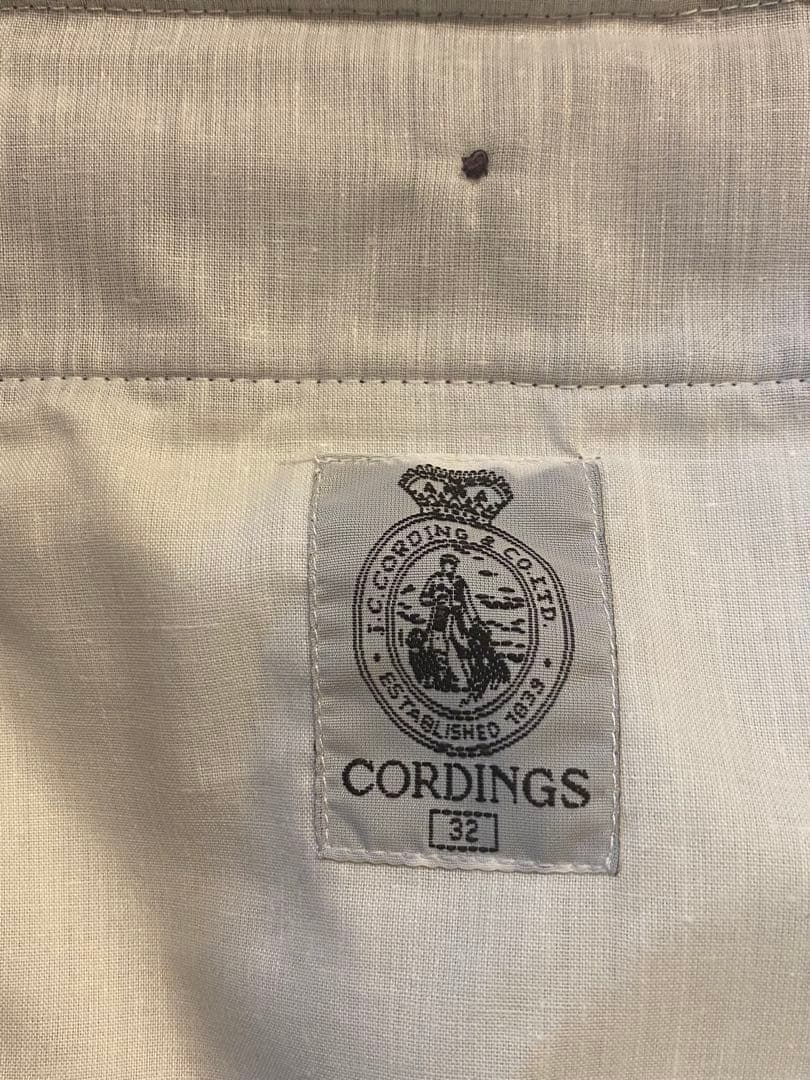 J.C. CORDING & CO. LTD.
• ESTABLISHED 1839 •
CORDINGS
32